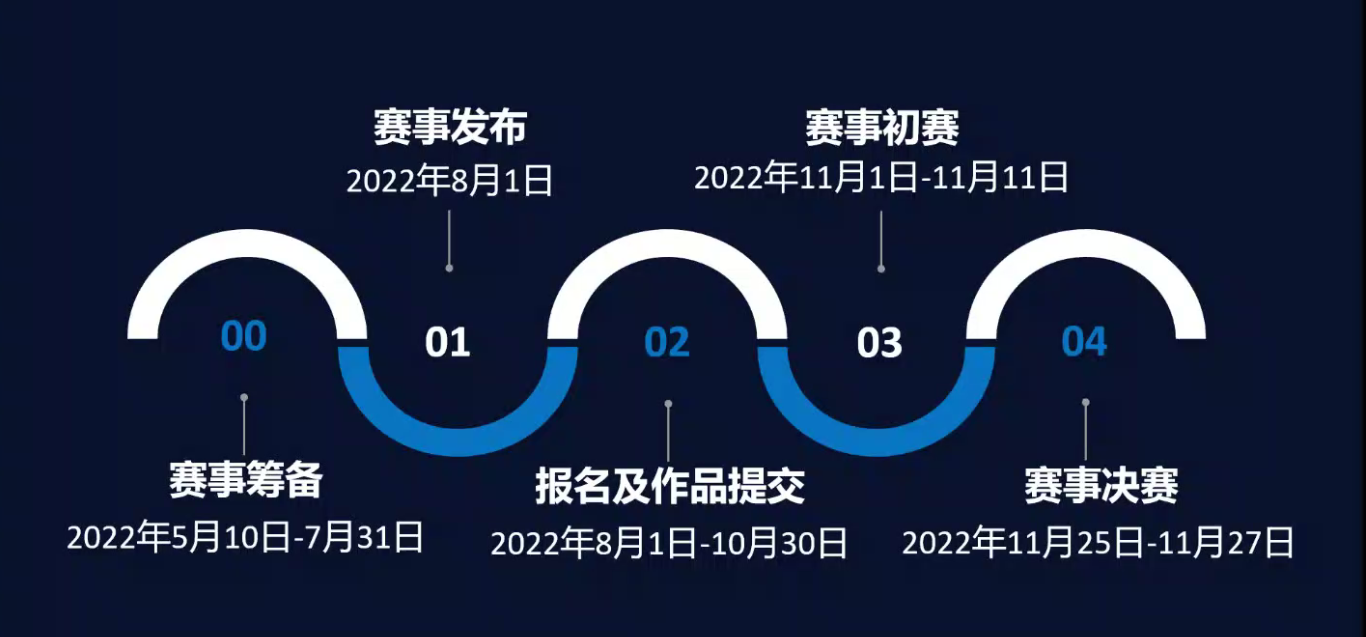 赛事发布
2022年8月1日
赛事初赛
2022年11月1日-11月11日
00
01
02
03
04
赛事筹备
2022年5月10日-7月31日
报名及作品提交
2022年8月1日-10月30日
赛事决赛
2022年11月25日-11月27日